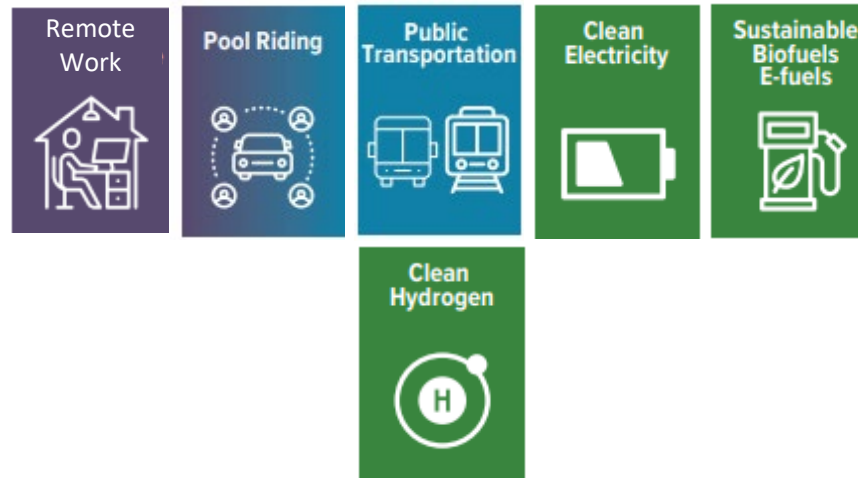 Remote
Work
Pool Riding
Public
Transportation
Clean
Electricity
Sustainable
Biofuels
E-fuels
Clean
Hydrogen
H